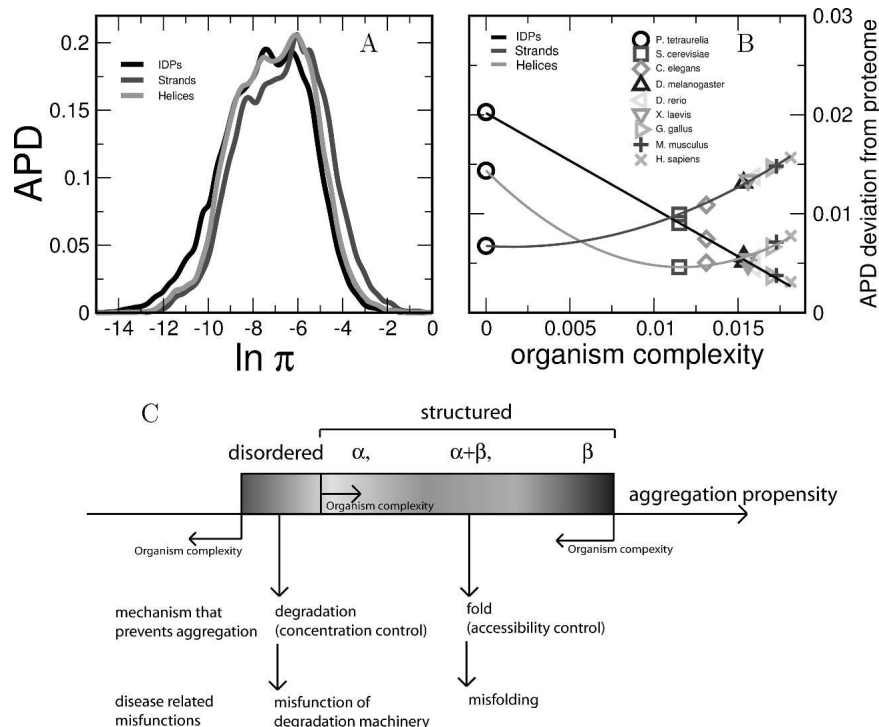 A
IDPs
Strands
Helices
0.2
0.15
0.1
0.05
0
APD
-14 -12 -10 -8 -6 -4 -2 0
ln π
B
IDPs
Strands
Helices
P. tetraurelia
S. cerevisiae
C. elegans
D. melanogaster
D. rerio
X. laevis
G. gallus
M. musculus
H. sapiens
0.03
0.02
0.01
0
APD deviation from proteome
0 0.005 0.01 0.015
organism complexity
C
structured
disordered α, α+β, β
aggregation propensity
Organism complexity
Organism complexity
Organism compexity
mechanism that
prevents aggregation
degradation
(concentration control)
fold
(accessibility control)
disease related
misfunctions
misfunction of
degradation machinery
misfolding